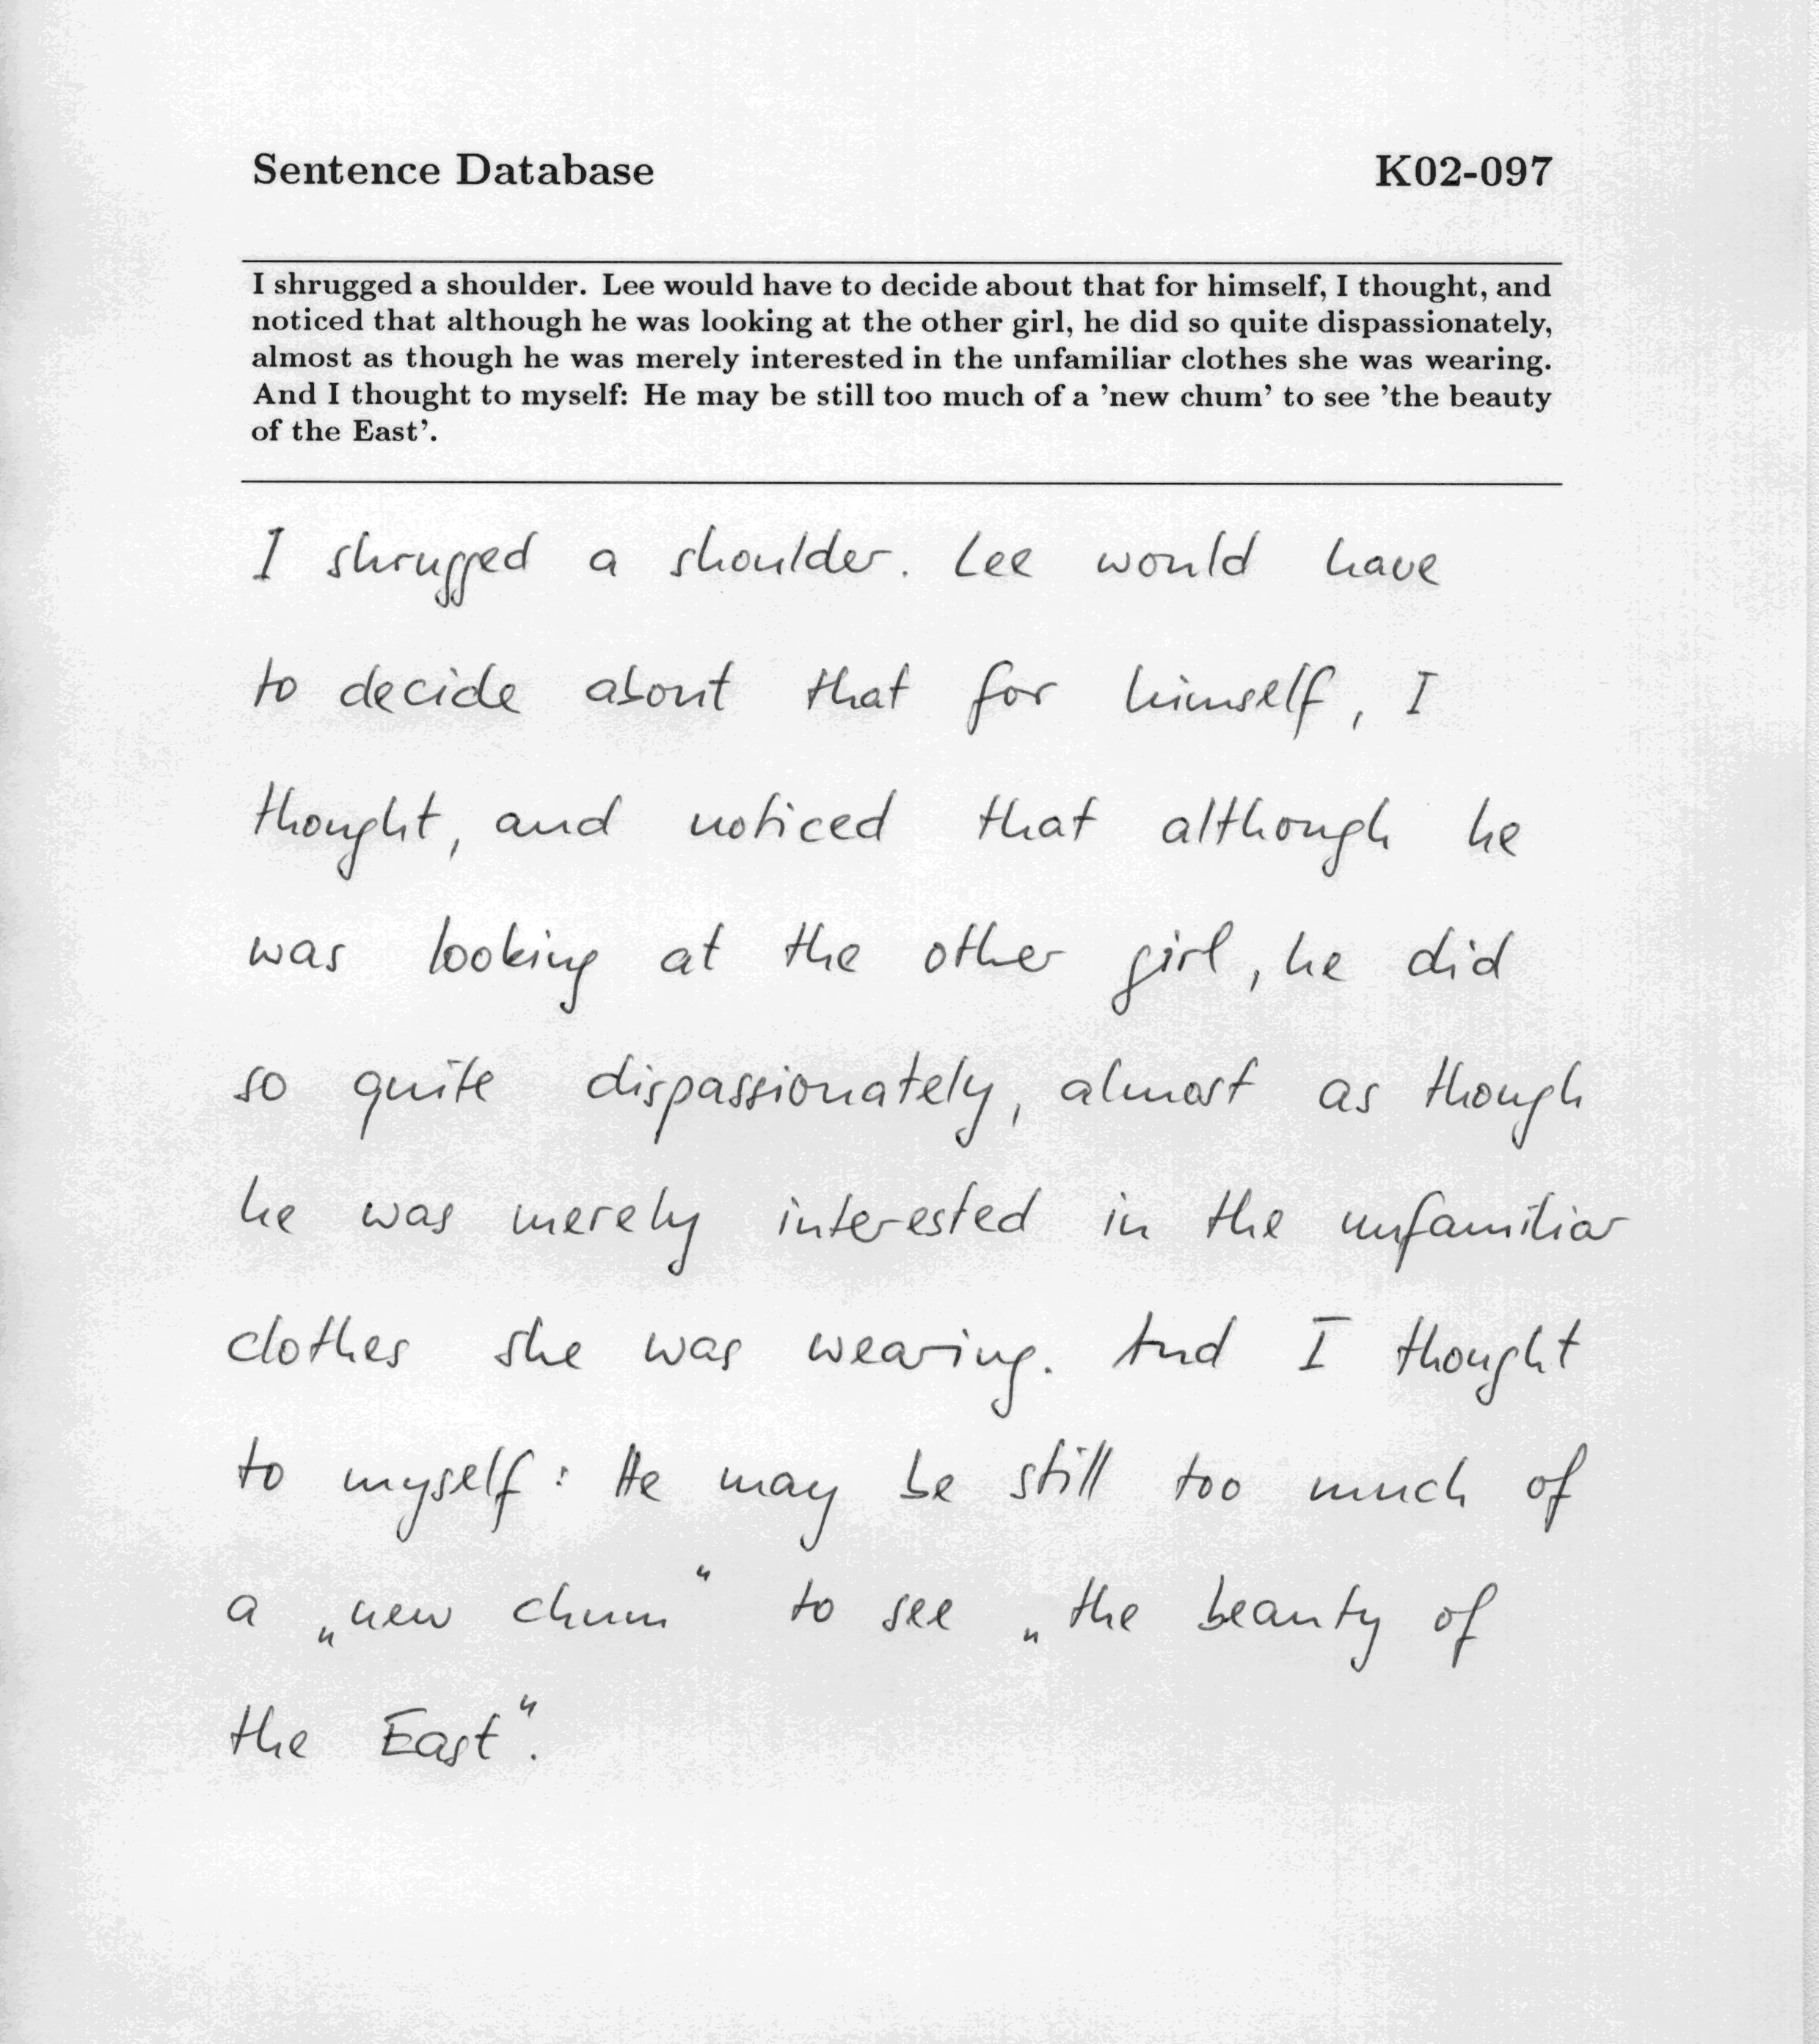 Sentence Database K02-097
I shrugged a shoulder. Lee would have to decide about that for himself, I thought, and
noticed that although he was looking at the other girl, he did so quite dispassionately,
almost as though he was merely interested in the unfamiliar clothes she was wearing.
And I thought to myself: He may be still too much of a 'new chum' to see 'the beauty
of the East'.
I shrugged a shoulder. Lee would have
to decide about that for himself, I
thought, and noticed that although he
was looking at the other girl, he did
so quite dispassionately, almost as though
he was merely interested in the unfamiliar
clothes she was wearing. And I thought
to myself: He may be still too much of
a „new chum“ to see „the beauty of
the East“.